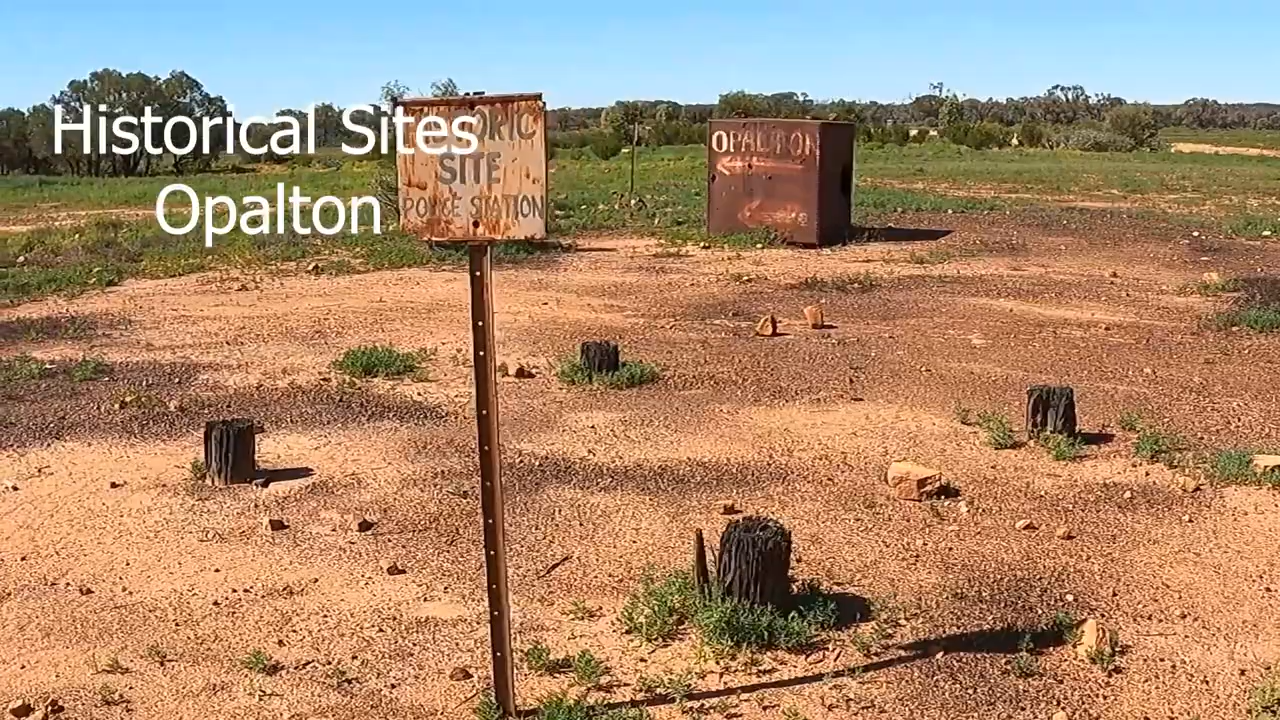 Historical Sites
Opalton
SITE
POLICE STATION
OPALTON